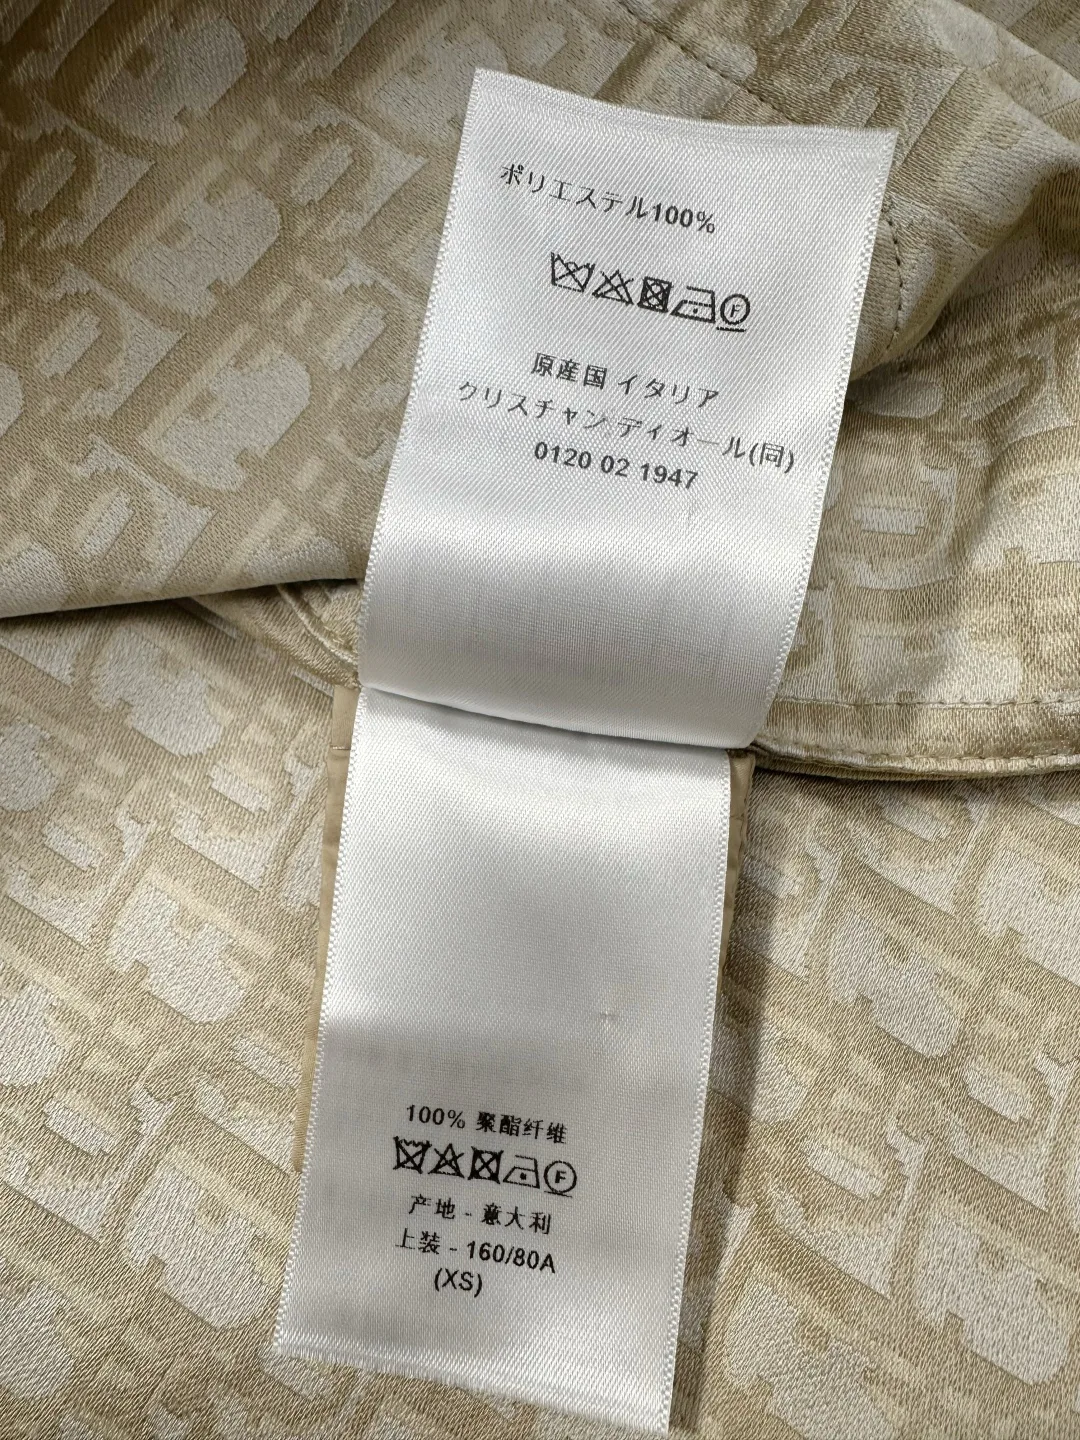 ポリエステル100%
F
原産国 イタリア
クリスチャン ディオール(同)
0120 02 1947
100% 聚酯纤维
F
产地 - 意大利
上装 - 160/80A
(XS)